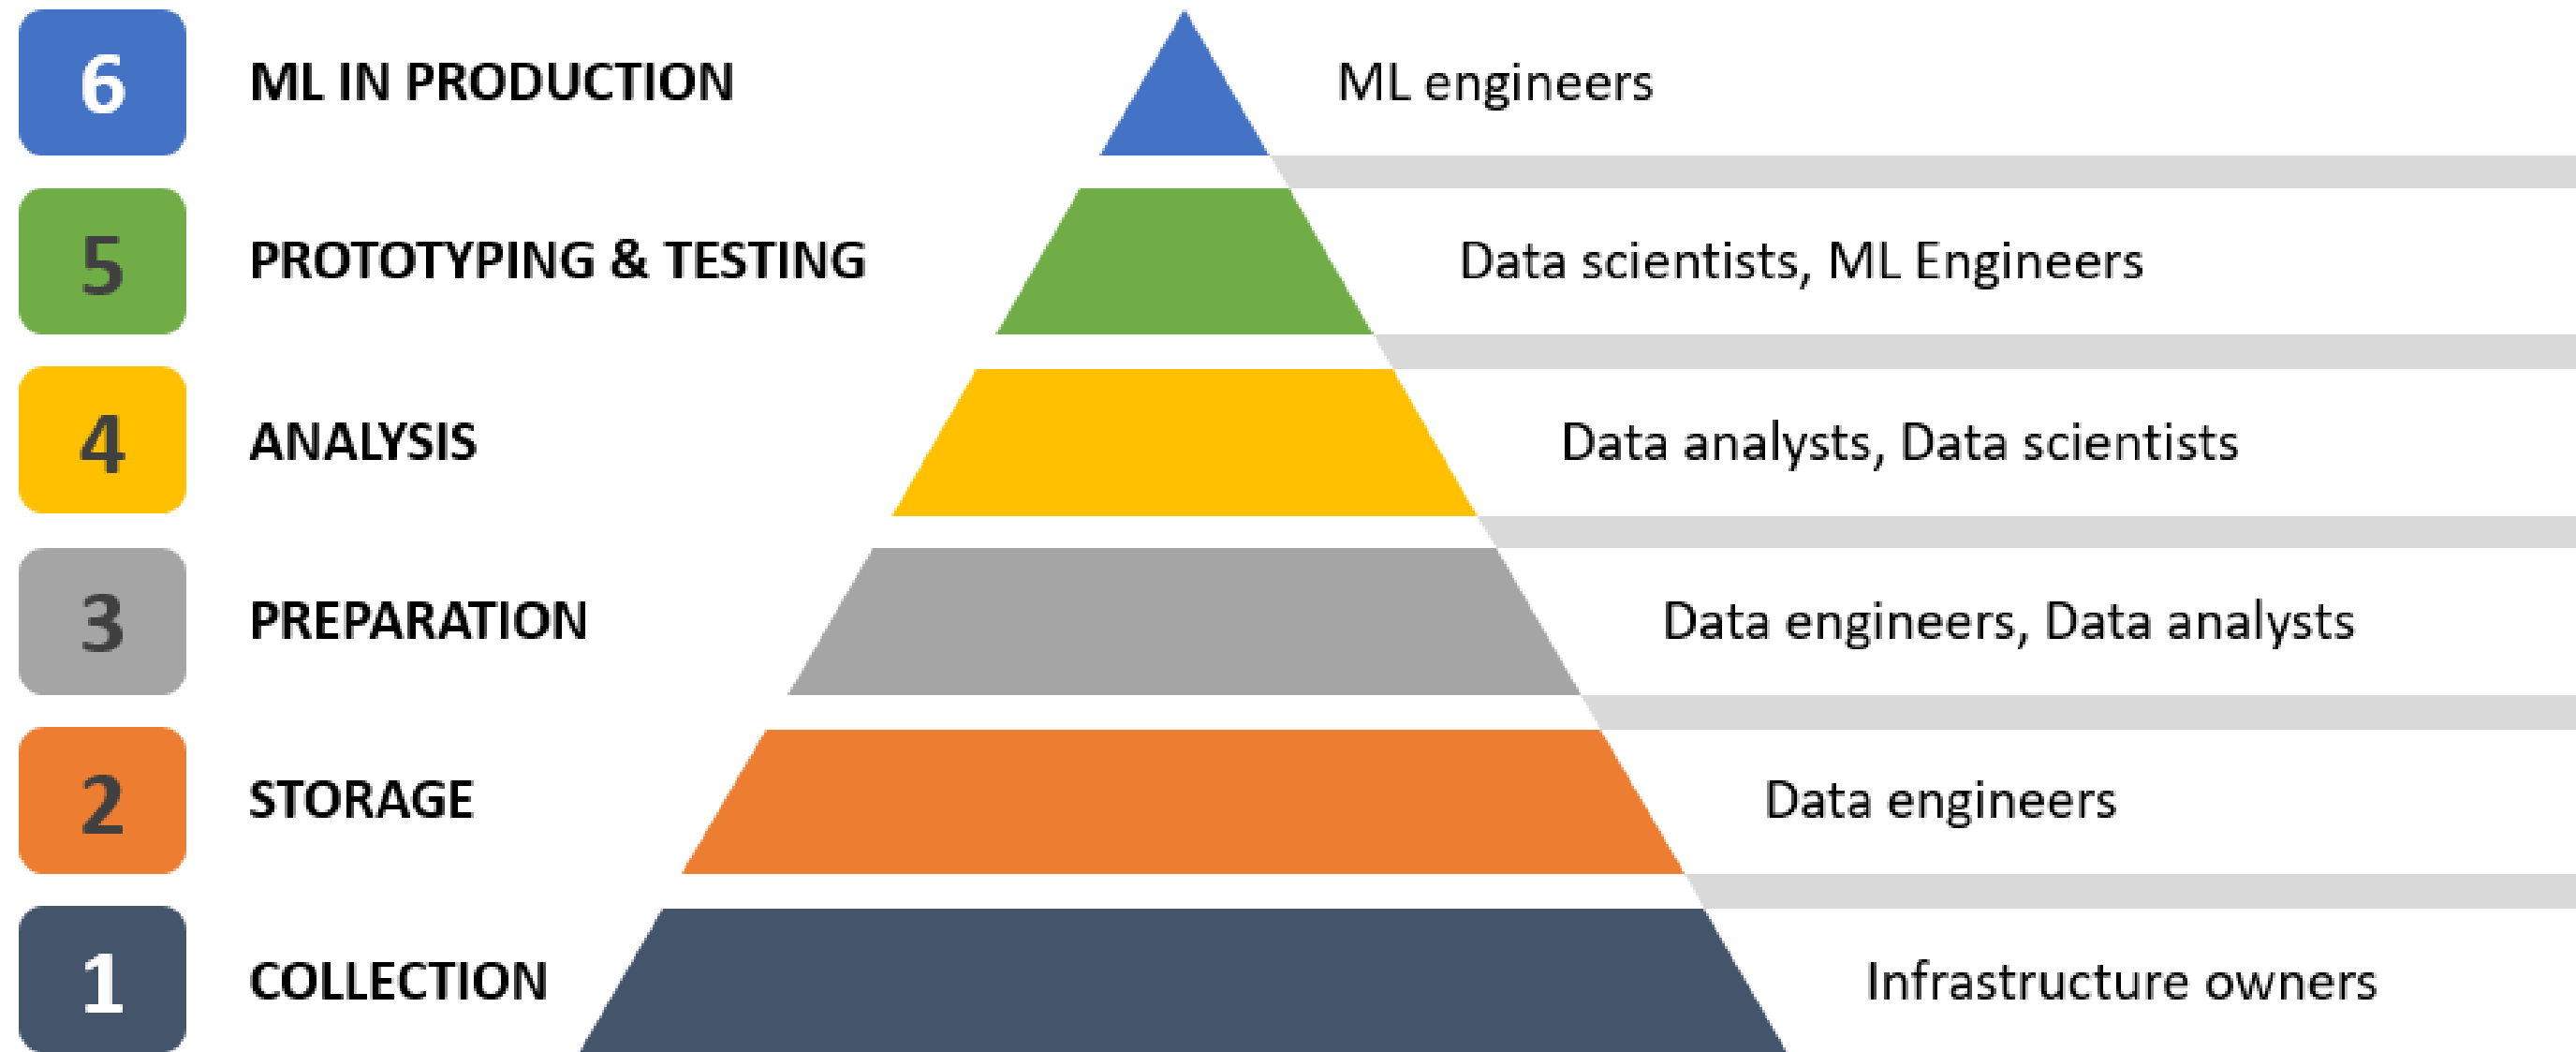 6 ML IN PRODUCTION ML engineers
5 PROTOTYPING & TESTING Data scientists, ML Engineers
4 ANALYSIS Data analysts, Data scientists
3 PREPARATION Data engineers, Data analysts
2 STORAGE Data engineers
1 COLLECTION Infrastructure owners